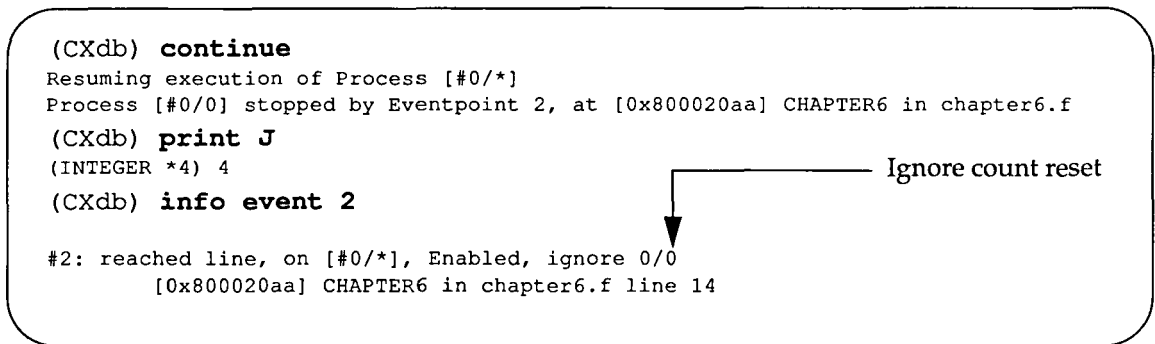 (CXdb) continue
Resuming execution of Process [#0/*]
Process [#0/0] stopped by Eventpoint 2, at [0x800020aa] CHAPTER6 in chapter6.f
(CXdb) print J
(INTEGER *4) 4
Ignore count reset
(CXdb) info event 2
#2: reached line, on [#0/*], Enabled, ignore 0/0
[0x800020aa] CHAPTER6 in chapter6.f line 14